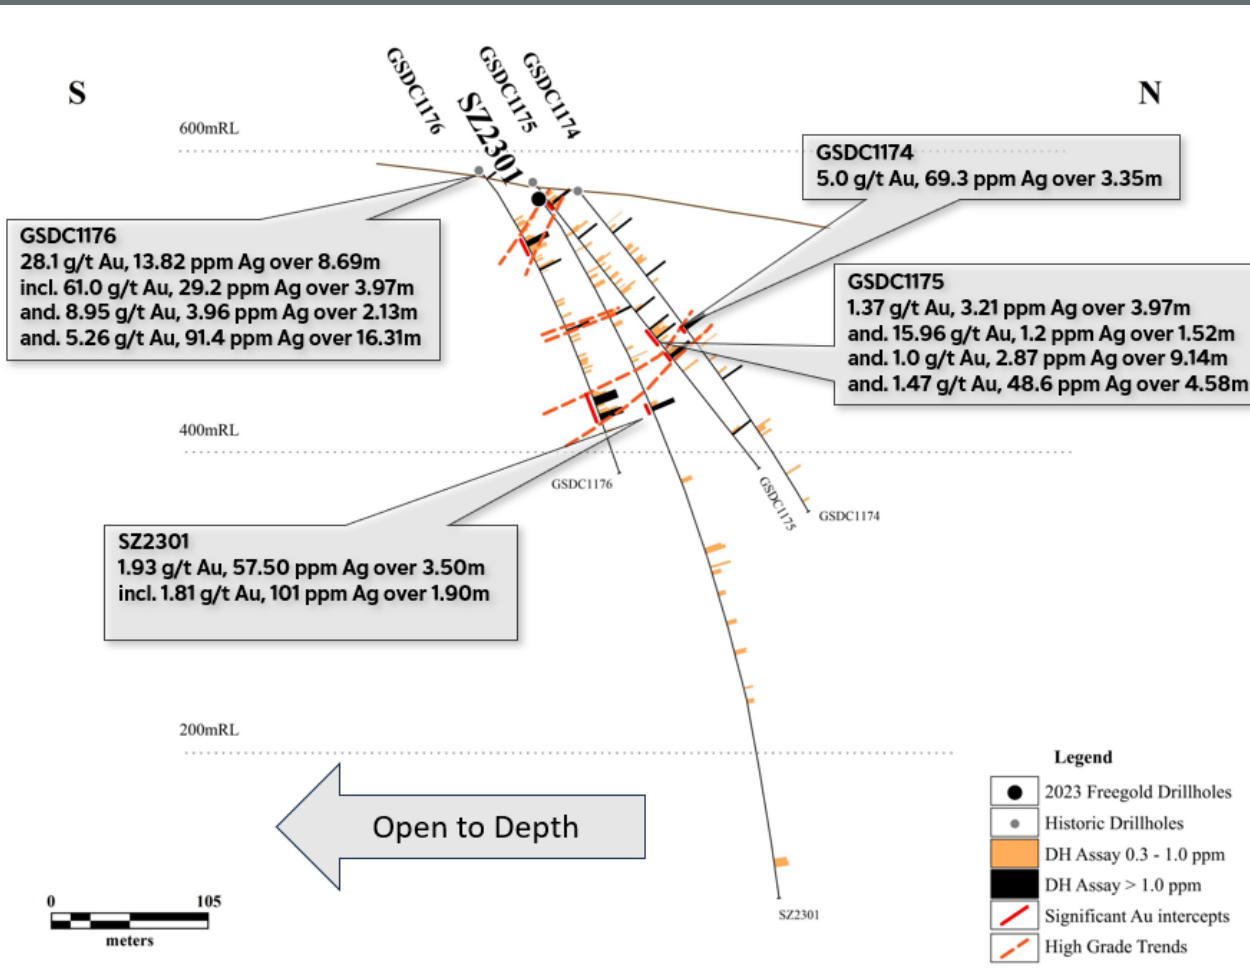 S
N
GSDC1176
SZ2301
GSDC1175
GSDC1174
600mRL
GSDC1174
5.0 g/t Au, 69.3 ppm Ag over 3.35m
GSDC1176
28.1 g/t Au, 13.82 ppm Ag over 8.69m
incl. 61.0 g/t Au, 29.2 ppm Ag over 3.97m
and. 8.95 g/t Au, 3.96 ppm Ag over 2.13m
and. 5.26 g/t Au, 91.4 ppm Ag over 16.31m
GSDC1175
1.37 g/t Au, 3.21 ppm Ag over 3.97m
and. 15.96 g/t Au, 1.2 ppm Ag over 1.52m
and. 1.0 g/t Au, 2.87 ppm Ag over 9.14m
and. 1.47 g/t Au, 48.6 ppm Ag over 4.58m
400mRL
GSDC1176
GSDC1175
GSDC1174
SZ2301
1.93 g/t Au, 57.50 ppm Ag over 3.50m
incl. 1.81 g/t Au, 101 ppm Ag over 1.90m
200mRL
Open to Depth
Legend
2023 Freegold Drillholes
Historic Drillholes
DH Assay 0.3 - 1.0 ppm
DH Assay > 1.0 ppm
Significant Au intercepts
High Grade Trends
0 105
meters
SZ2301